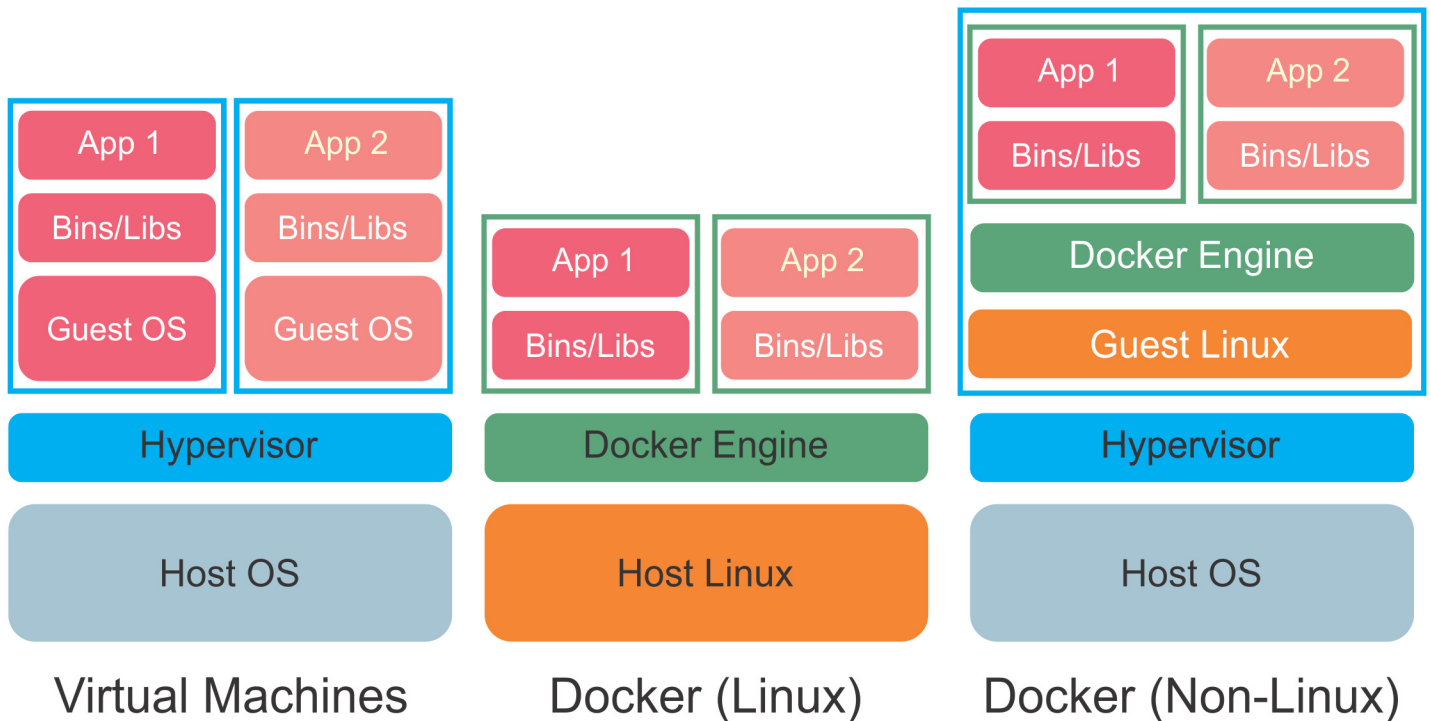 App 1
App 2
Bins/Libs
Bins/Libs
Guest OS
Guest OS
Hypervisor
Host OS
Virtual Machines
App 1
App 2
Bins/Libs
Bins/Libs
Docker Engine
Host Linux
Docker (Linux)
App 1
App 2
Bins/Libs
Bins/Libs
Docker Engine
Guest Linux
Hypervisor
Host OS
Docker (Non-Linux)